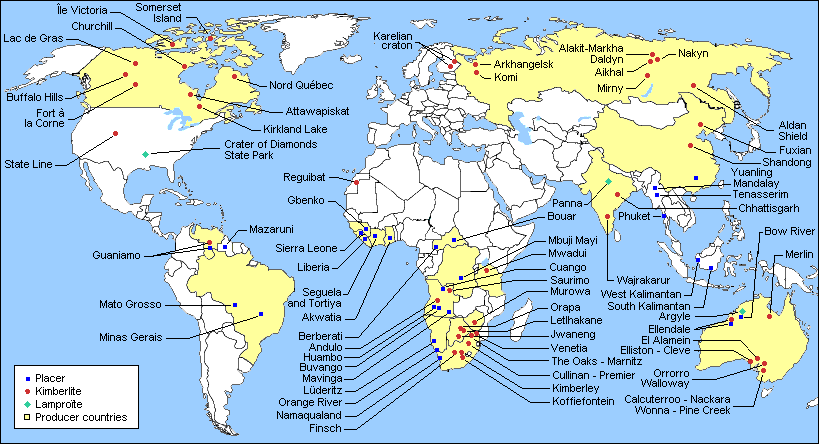 Île Victoria
Somerset
Island
Churchill
Lac de Gras
Buffalo Hills
Fort à
la Corne
State Line
Nord Québec
Attawapiskat
Kirkland Lake
Crater of Diamonds
State Park
Karelian
craton
Arkhangelsk
Komi
Alakit-Markha
Daldyn
Nakyn
Aikhal
Mirny
Aldan
Shield
Fuxian
Shandong
Yuanling
Mandalay
Tenasserim
Chhattisgarh
Panna
Phuket
Wajrakarur
West Kalimantan
South Kalimantan
Bow River
Merlin
Argyle
Ellendale
El Alamein
Elliston - Cleve
Orrorro
Walloway
Calcuterroo - Nackara
Wonna - Pine Creek
Reguibat
Gbenko
Sierra Leone
Liberia
Seguela
and Tortiya
Akwatia
Berberati
Andulo
Huambo
Buvango
Mavinga
Lüderitz
Orange River
Namaqualand
Finsch
Bouar
Mbuji Mayi
Mwadui
Cuango
Saurimo
Murowa
Orapa
Letlhakane
Jwaneng
Venetia
The Oaks - Marnitz
Cullinan - Premier
Kimberley
Koffiefontein
Mazaruni
Guaniamo
Mato Grosso
Minas Gerais
Placer
Kimberlite
Lamproïte
Producer countries